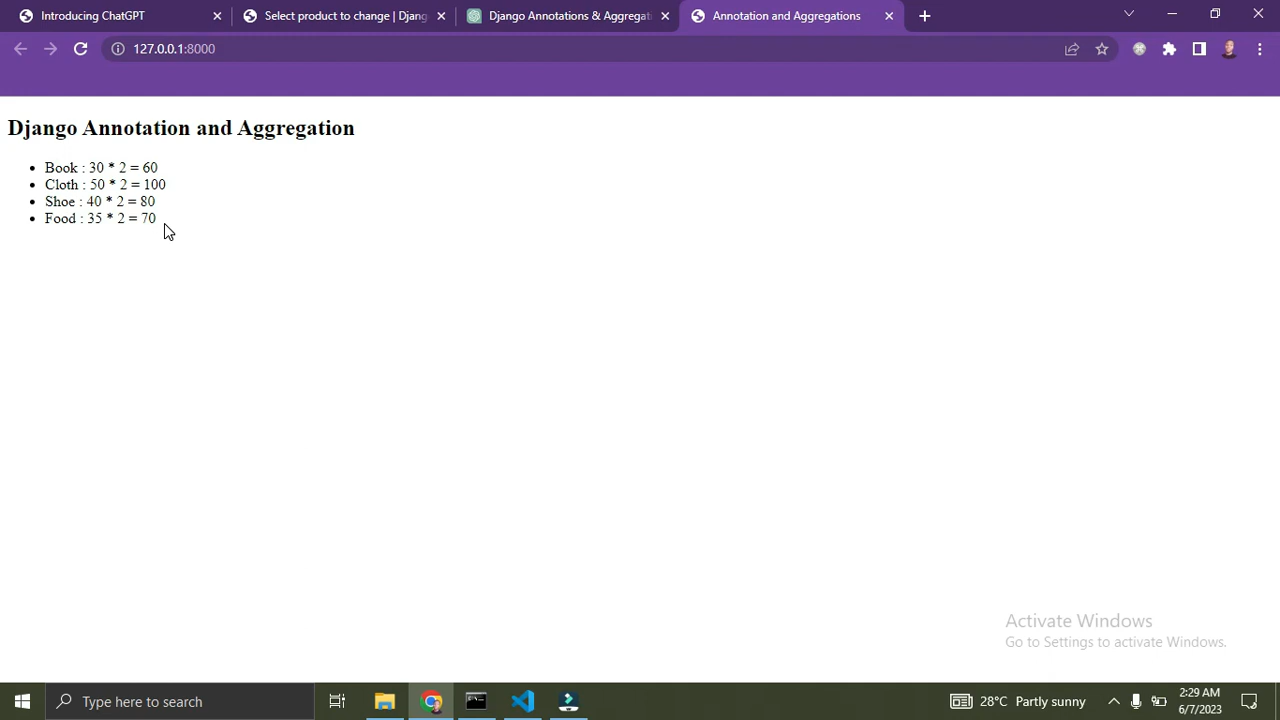 Introducing ChatGPT
Select product to change | Djang
Django Annotations & Aggregati
Annotation and Aggregations
127.0.0.1:8000
Django Annotation and Aggregation
Book : 30 * 2 = 60
Cloth : 50 * 2 = 100
Shoe : 40 * 2 = 80
Food : 35 * 2 = 70
Activate Windows
Go to Settings to activate Windows.
Type here to search
28°C Partly sunny
2:29 AM
6/7/2023